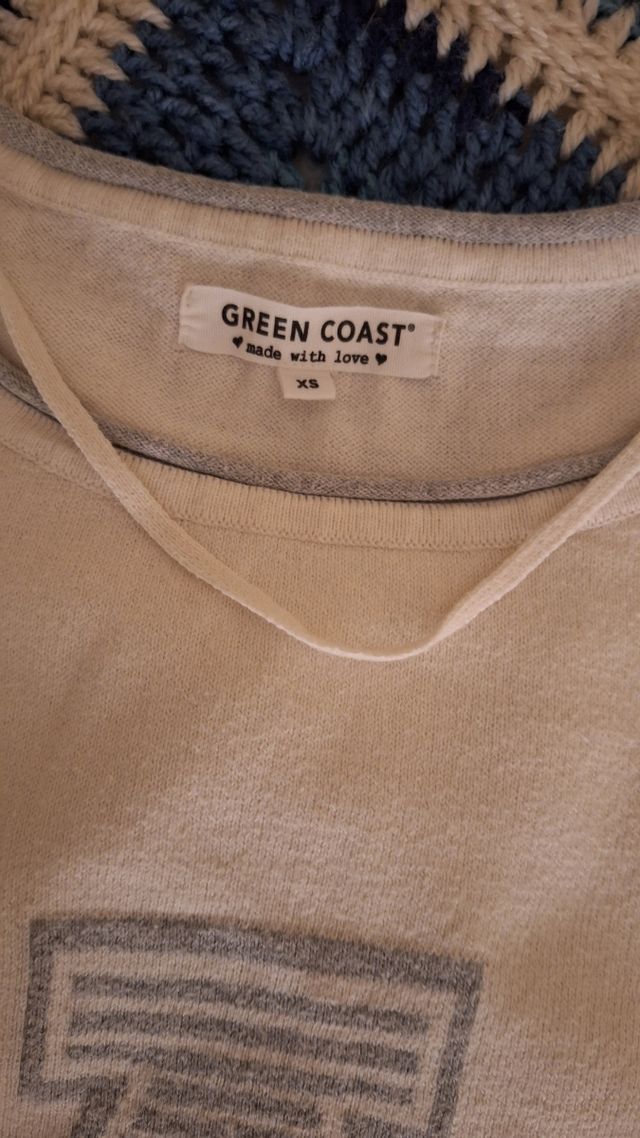 GREEN COAST®
♥ made with love ♥
XS